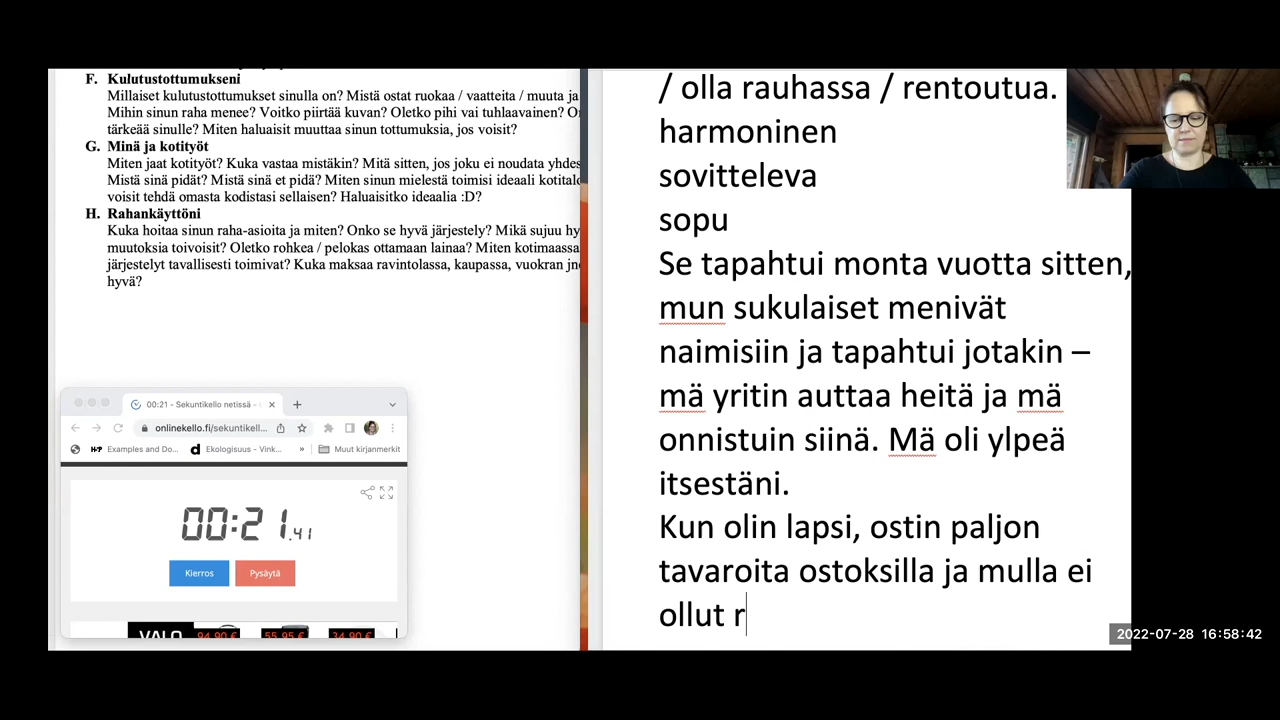 F. Kulutustottumukseni
Millaiset kulutustottumukset sinulla on? Mistä ostat ruokaa / vaatteita / muuta ja
Mihin sinun raha menee? Voitko piirtää kuvan? Oletko pihi vai tuhlaavainen?
tärkeää sinulle? Miten haluaisit muuttaa sinun tottumuksia, jos voisit?
G. Minä ja kotityöt
Miten jaat kotityöt? Kuka vastaa mistäkin? Mitä sitten, jos joku ei noudata yhdes
Mistä sinä pidät? Mistä sinä et pidä? Miten sinun mielestä toimisi ideaali kotitalo
voisit tehdä omasta kodistasi sellaisen? Haluaisitko ideaalia :D?
H. Rahankäyttöni
Kuka hoitaa sinun raha-asioita ja miten? Onko se hyvä järjestely? Mikä sujuu hy
muutoksia toivoisit? Oletko rohkea / pelokas ottamaan lainaa? Miten kotimaassa
järjestelyt tavallisesti toimivat? Kuka maksaa ravintolassa, kaupassa, vuokran jne
hyvä?
00:21 - Sekuntikello netissä -
onlinekello.fi/sekuntikell...
Examples and Do...
Ekologisuus - Vink...
» Muut kirjanmerkit
00:21.41
Kierros
Pysäytä
VALO
94,90 €
55,95 €
34,90 €
/ olla rauhassa / rentoutua.
harmoninen
sovitteleva
sopu
Se tapahtui monta vuotta sitten,
mun sukulaiset menivät
naimisiin ja tapahtui jotakin –
mä yritin auttaa heitä ja mä
onnistuin siinä. Mä oli ylpeä
itsestäni.
Kun olin lapsi, ostin paljon
tavaroita ostoksilla ja mulla ei
ollut r
2022-07-28 16:58:42